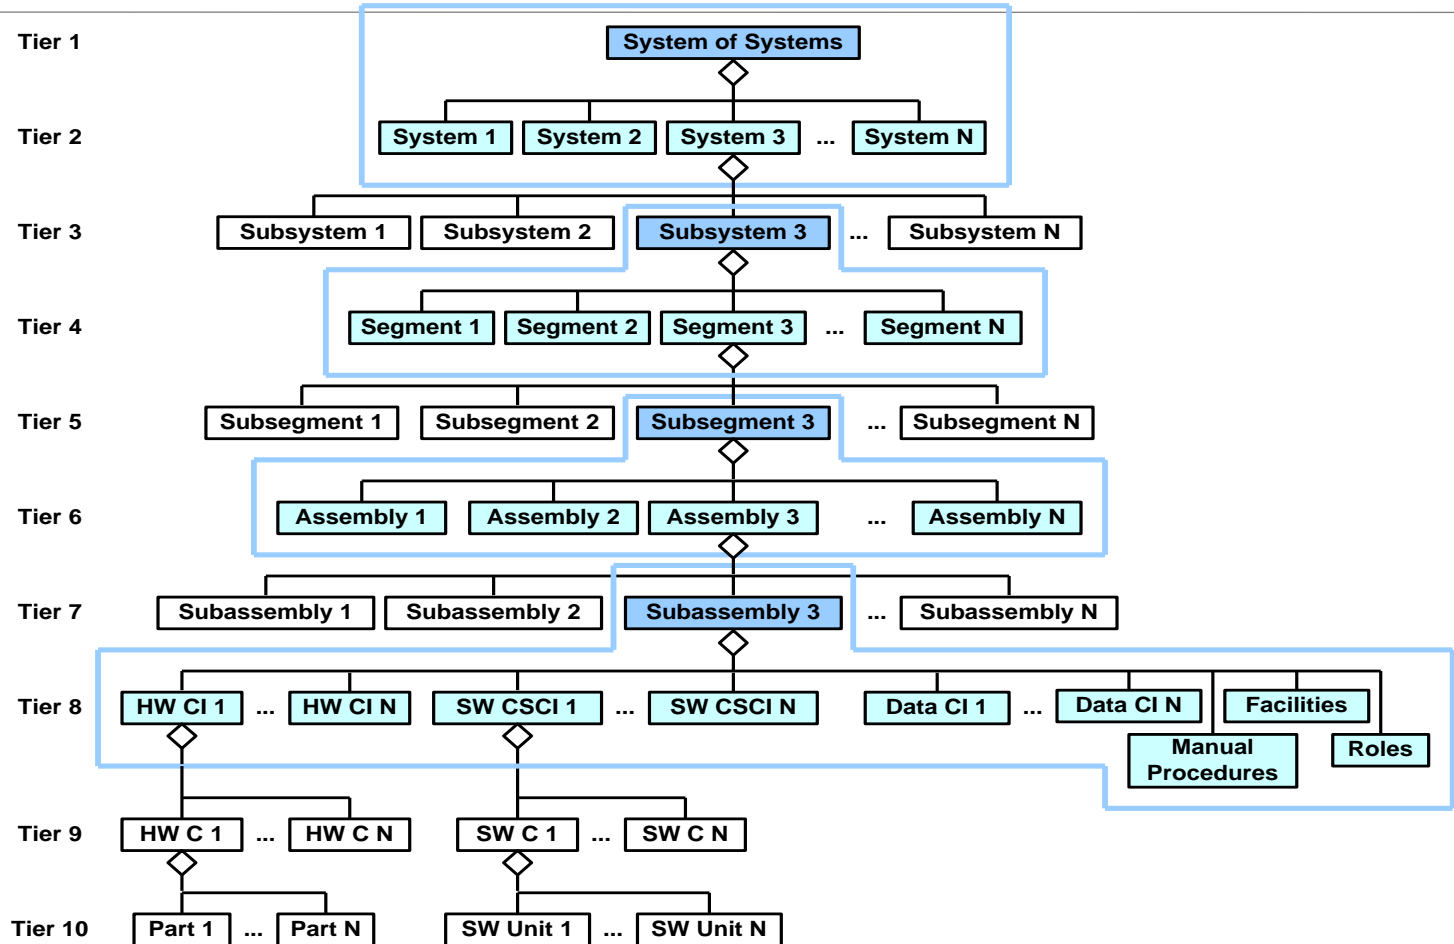 Tier 1 System of Systems
Tier 2 System 1 System 2 System 3 ... System N
Tier 3 Subsystem 1 Subsystem 2 Subsystem 3 ... Subsystem N
Tier 4 Segment 1 Segment 2 Segment 3 ... Segment N
Tier 5 Subsegment 1 Subsegment 2 Subsegment 3 ... Subsegment N
Tier 6 Assembly 1 Assembly 2 Assembly 3 ... Assembly N
Tier 7 Subassembly 1 Subassembly 2 Subassembly 3 ... Subassembly N
Tier 8 HW CI 1 ... HW CI N SW CSCI 1 ... SW CSCI N Data CI 1 ... Data CI N Facilities
Manual Roles
Procedures
Tier 9 HW C 1 ... HW C N SW C 1 ... SW C N
Tier 10 Part 1 ... Part N SW Unit 1 ... SW Unit N